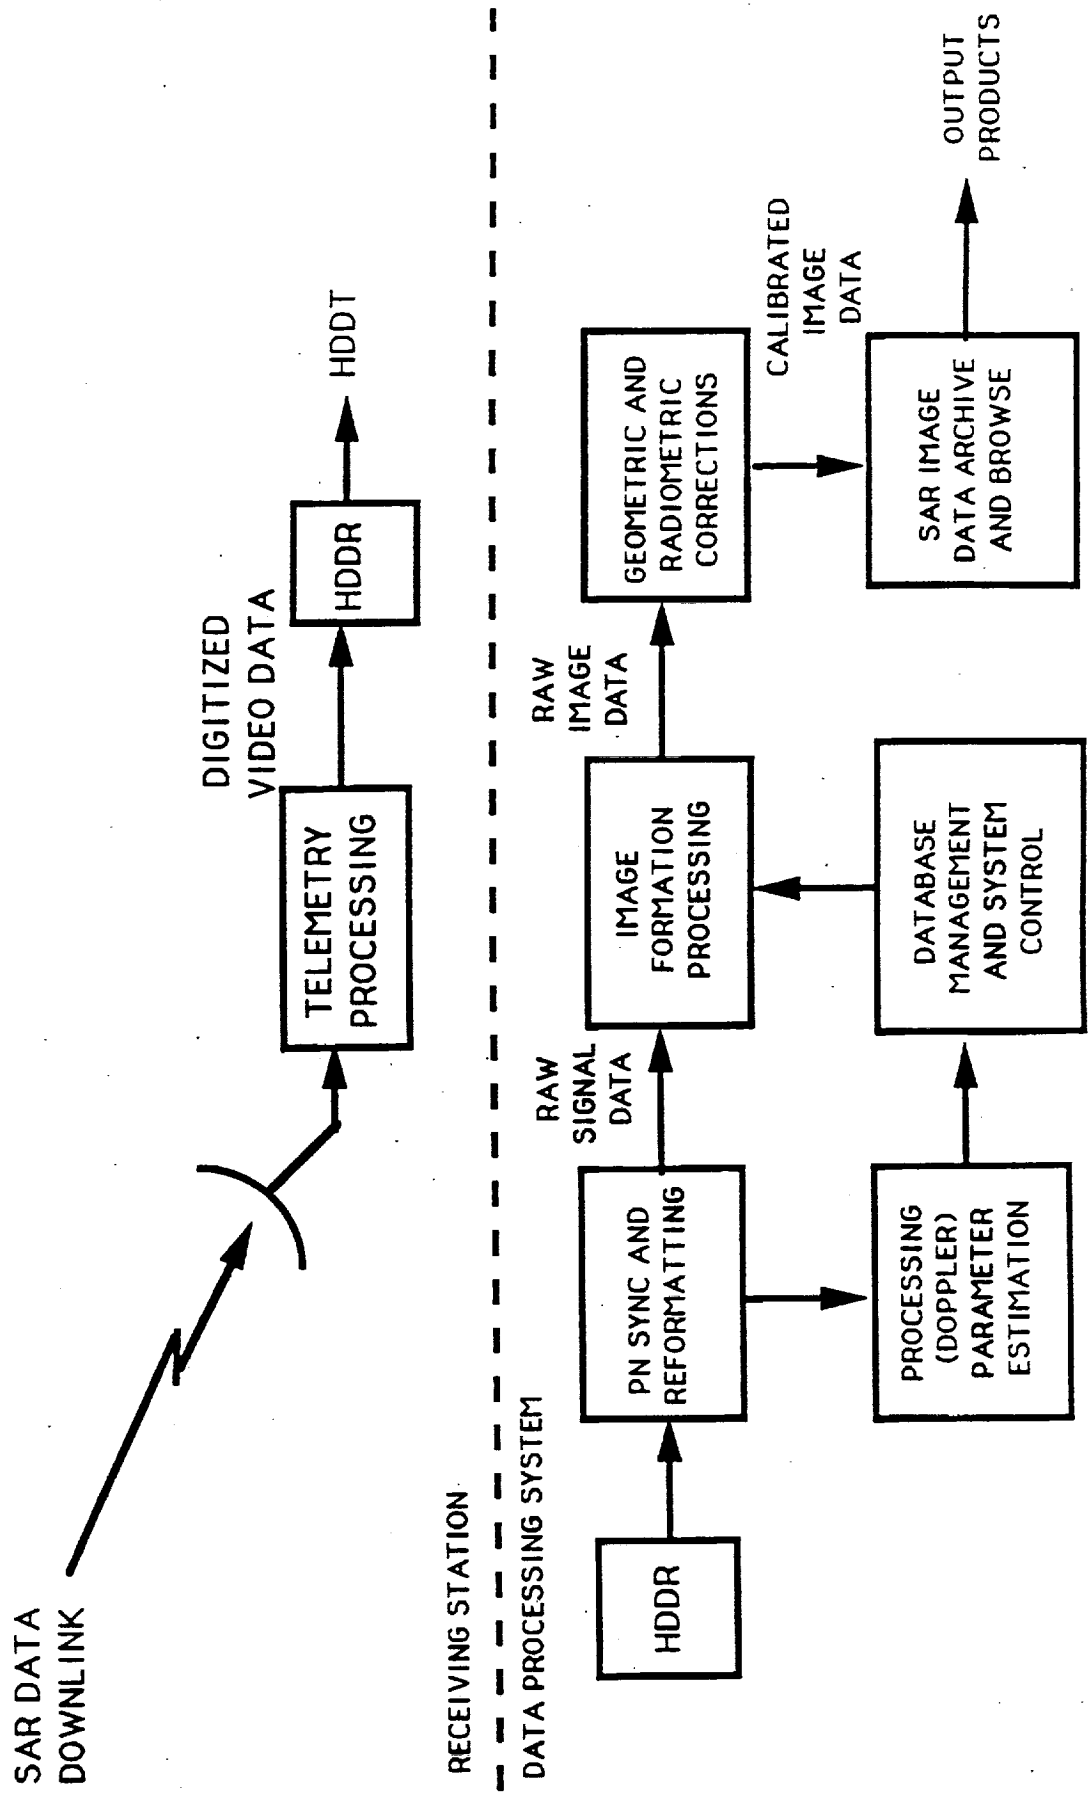 SAR DATA
DOWNLINK
TELEMETRY
PROCESSING
DIGITIZED
VIDEO DATA
HDDR
HDDT
RECEIVING STATION
DATA PROCESSING SYSTEM
HDDR
PN SYNC AND
REFORMATTING
RAW
SIGNAL
DATA
IMAGE
FORMATION
PROCESSING
RAW
IMAGE
DATA
GEOMETRIC AND
RADIOMETRIC
CORRECTIONS
CALIBRATED
IMAGE
DATA
PROCESSING
(DOPPLER)
PARAMETER
ESTIMATION
DATABASE
MANAGEMENT
AND SYSTEM
CONTROL
SAR IMAGE
DATA ARCHIVE
AND BROWSE
OUTPUT
PRODUCTS